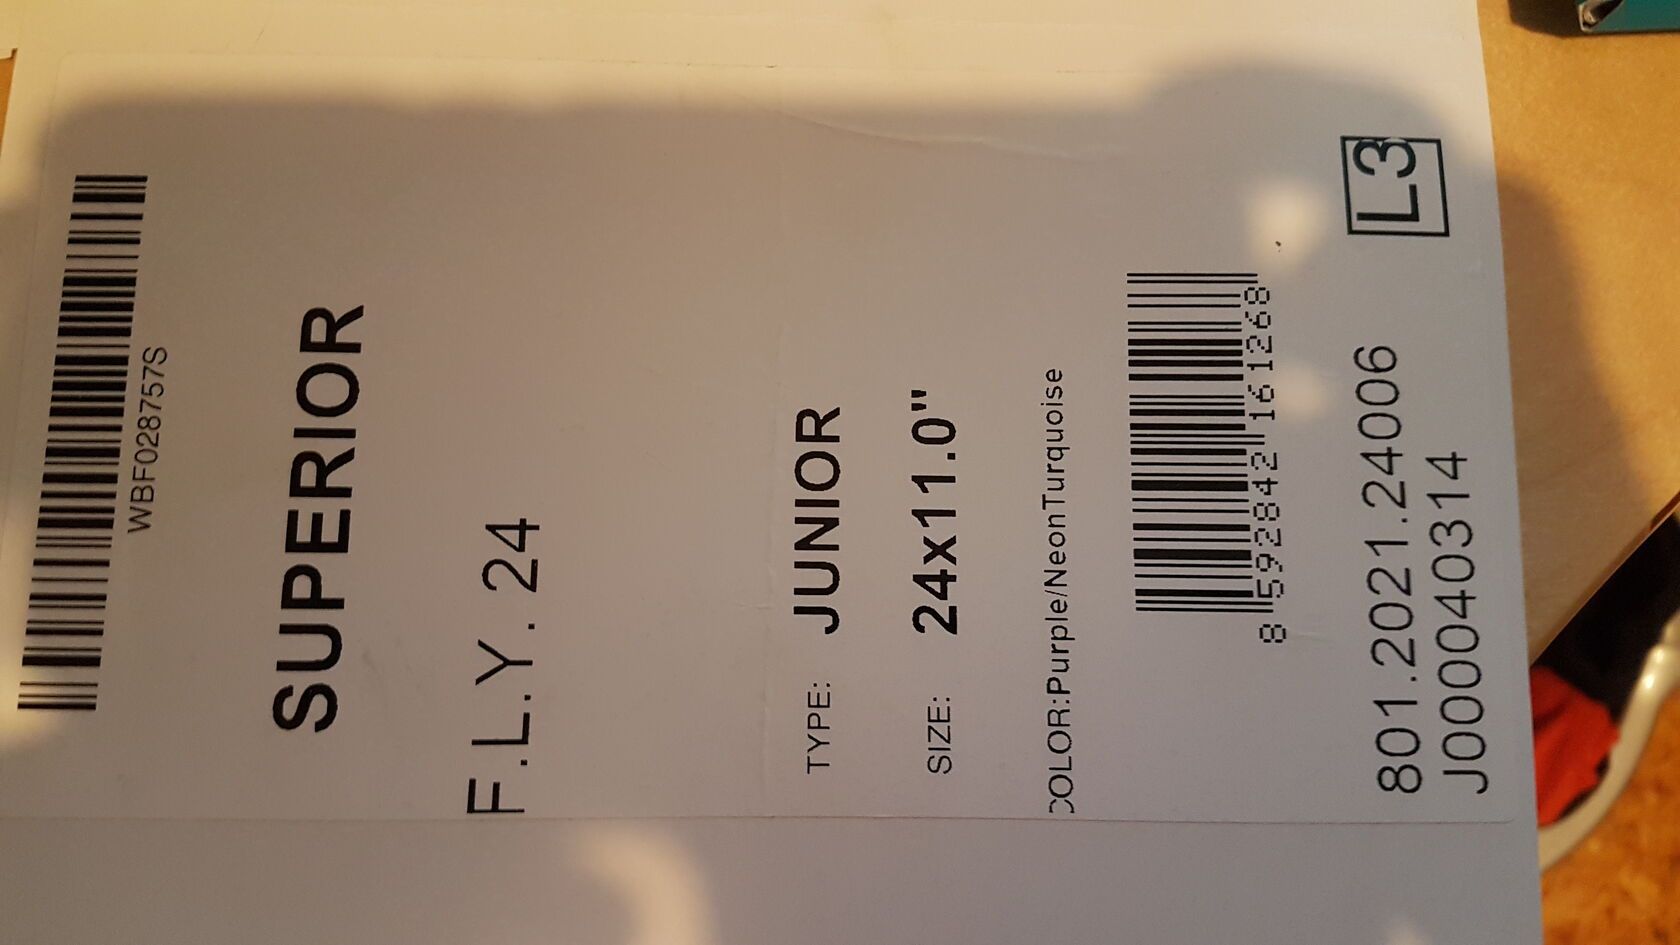 WBF028757S
SUPERIOR
F.L.Y. 24
TYPE: JUNIOR
SIZE: 24x11.0"
COLOR:Purple/NeonTurquoise
8 592842 161268
801.2021.24006
J000040314
L3